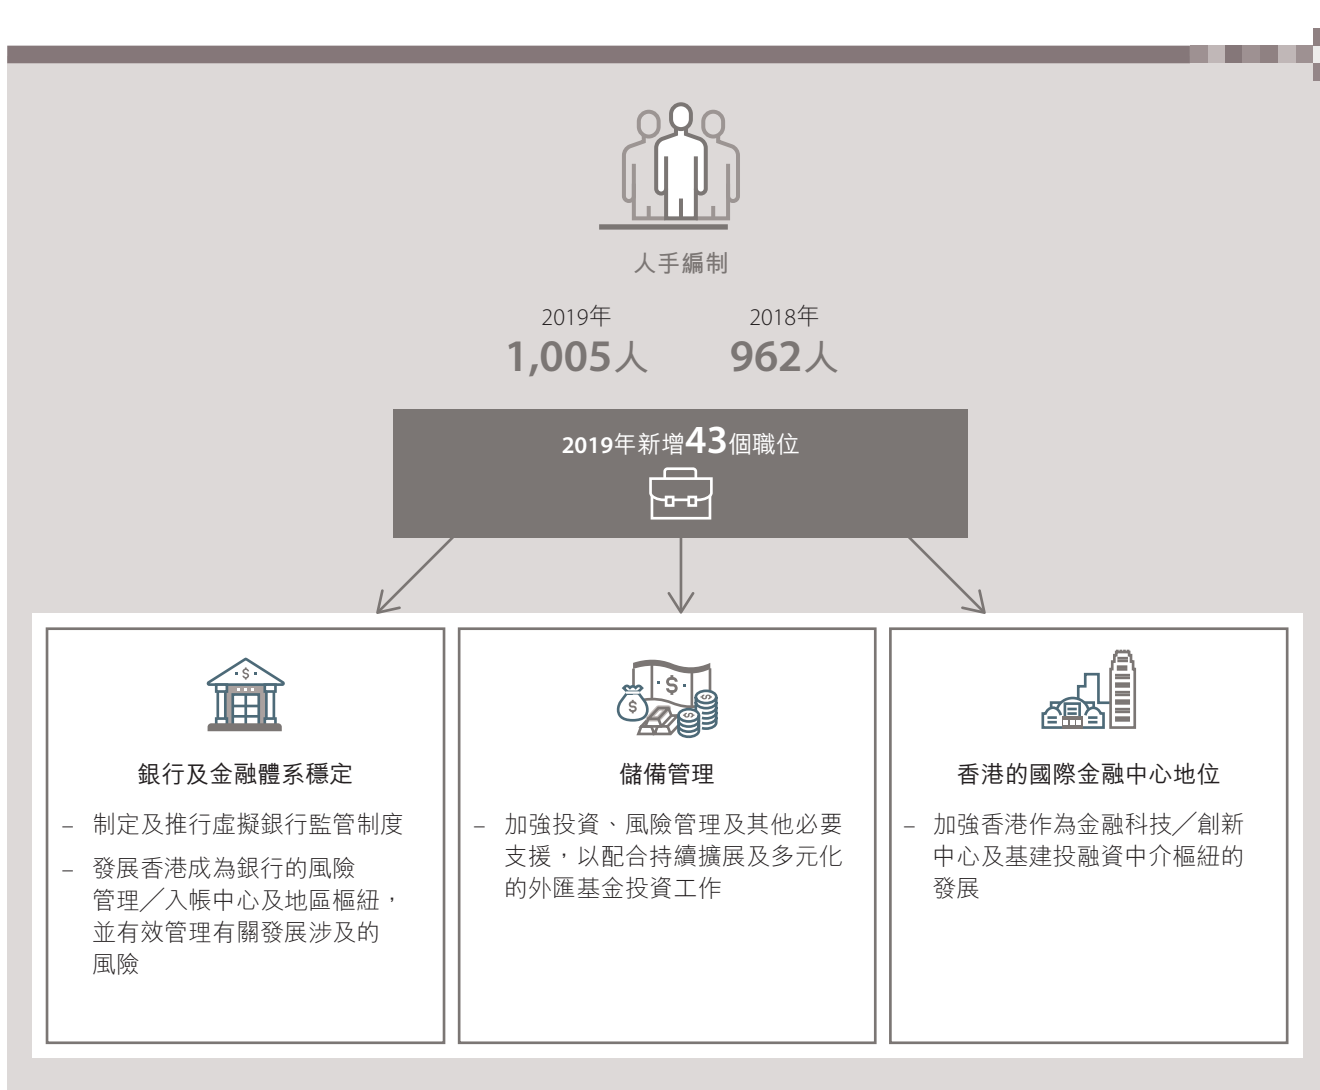 人手編制
2019年
2018年
1,005人
962人
2019年新增43個職位
銀行及金融體系穩定
– 制定及推行虛擬銀行監管制度
– 發展香港成為銀行的風險
管理╱入帳中心及地區樞紐，
並有效管理有關發展涉及的
風險
儲備管理
– 加強投資、風險管理及其他必要
支援，以配合持續擴展及多元化
的外匯基金投資工作
香港的國際金融中心地位
– 加強香港作為金融科技╱創新
中心及基建投融資中介樞紐的
發展